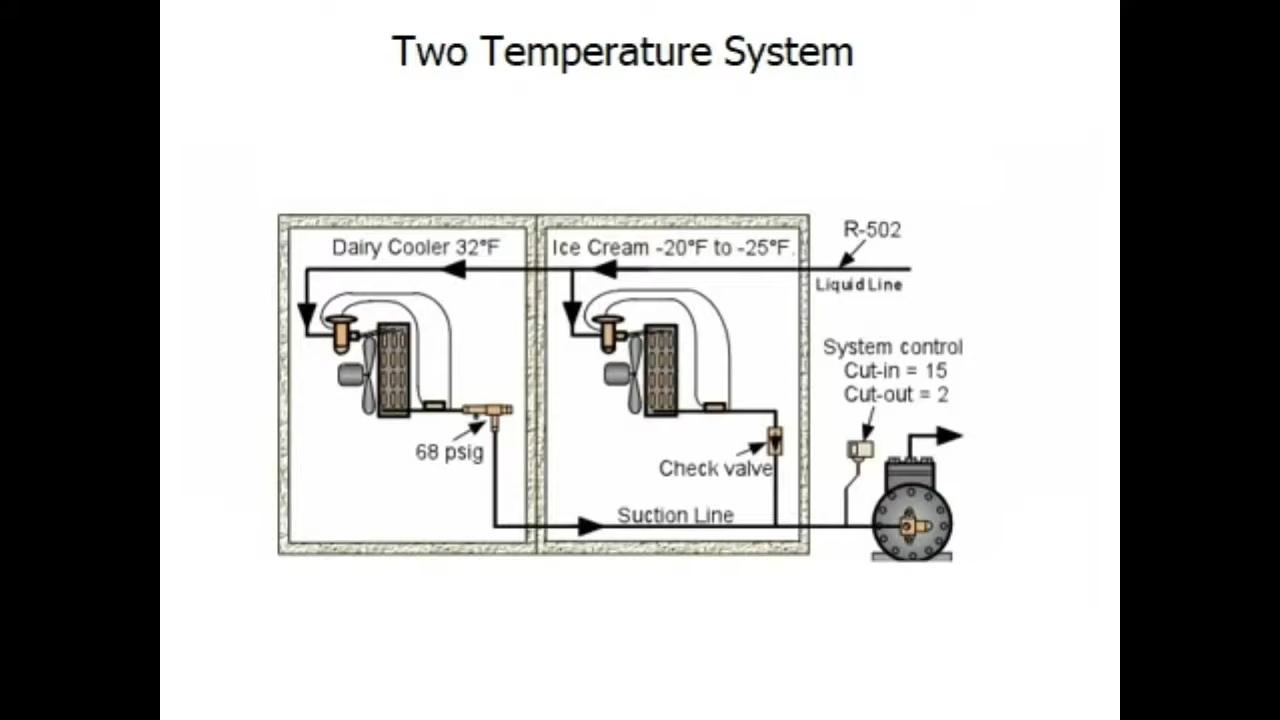 Two Temperature System
Dairy Cooler 32°F
Ice Cream -20°F to -25°F.
R-502
Liquid Line
System control
Cut-in = 15
Cut-out = 2
68 psig
Check valve
Suction Line